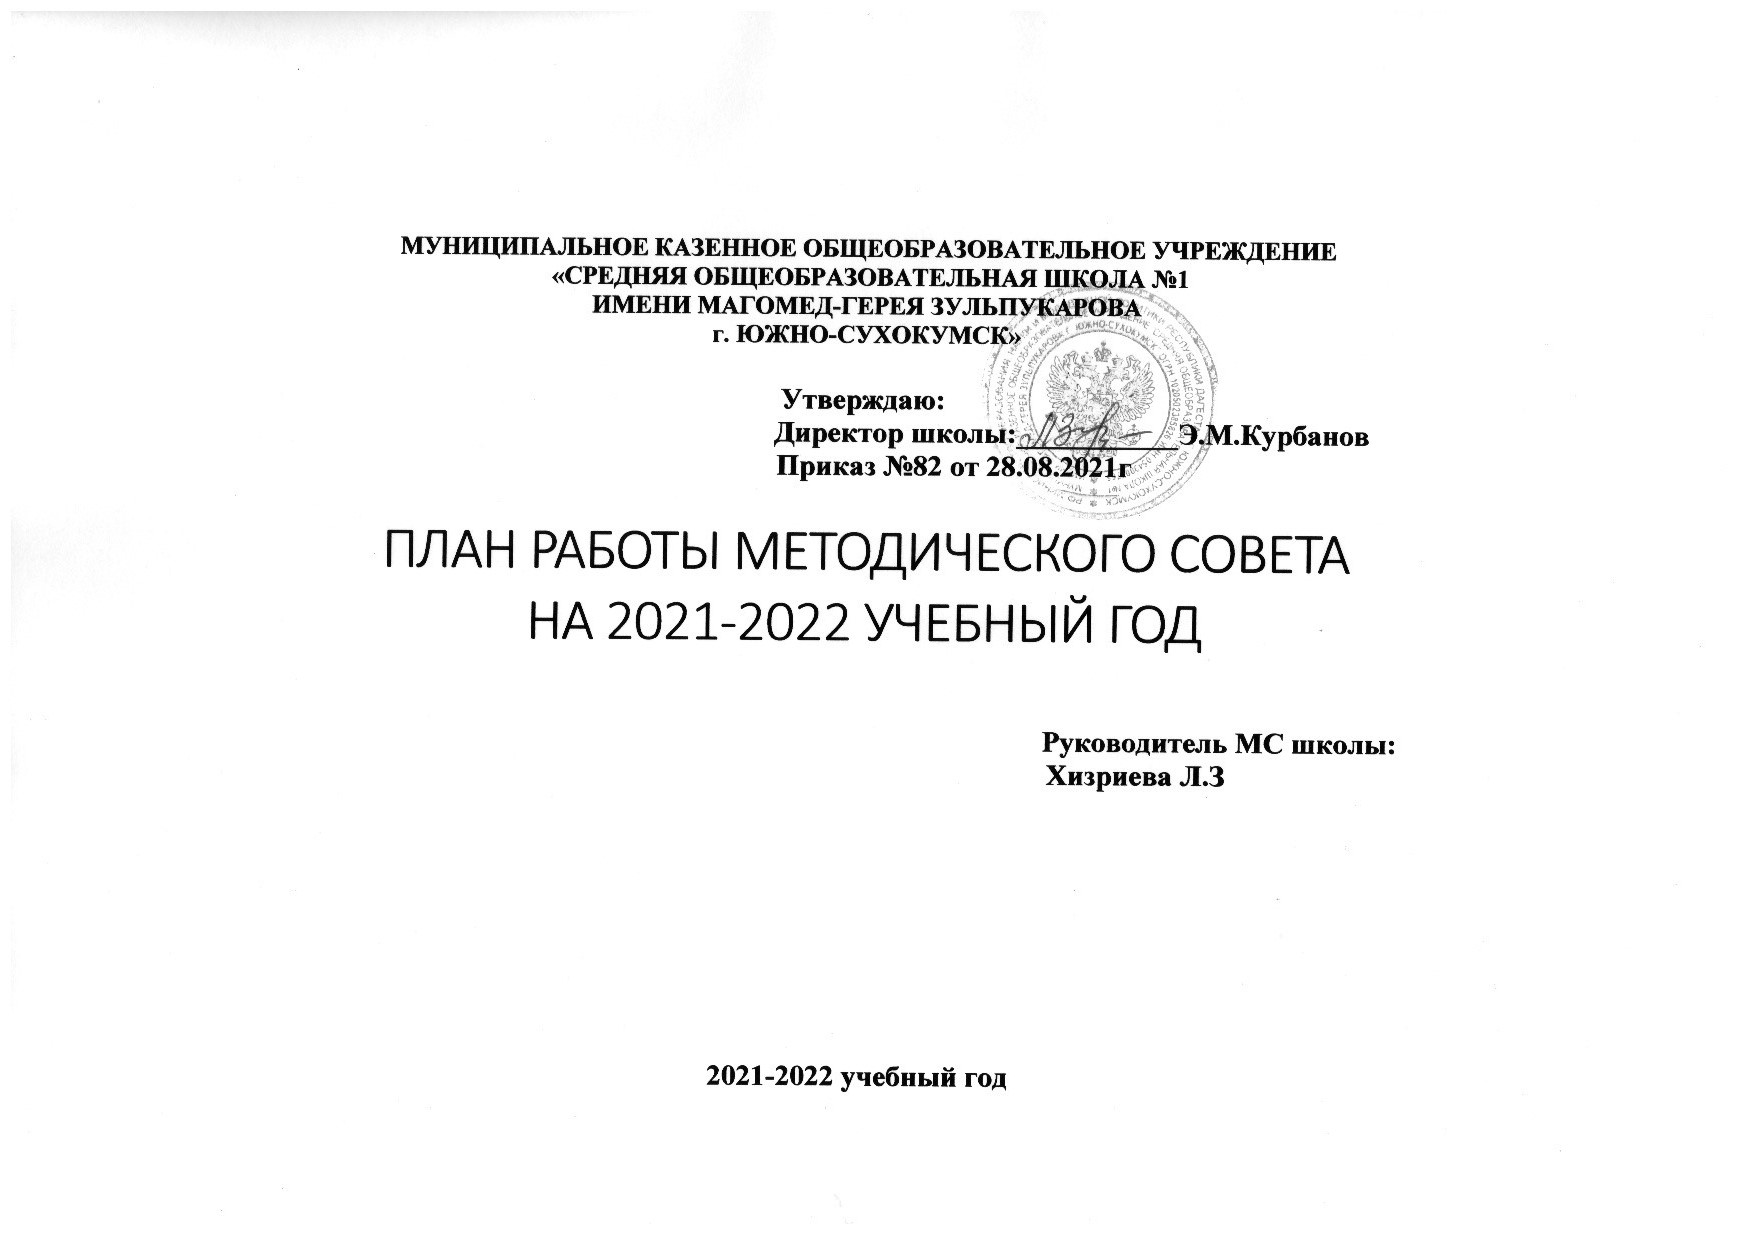 МУНИЦИПАЛЬНОЕ КАЗЕННОЕ ОБЩЕОБРАЗОВАТЕЛЬНОЕ УЧРЕЖДЕНИЕ
«СРЕДНЯЯ ОБЩЕОБРАЗОВАТЕЛЬНАЯ ШКОЛА №1
ИМЕНИ МАГОМЕД-ГЕРЕЯ ЗУЛЬПУКАРОВА
г. ЮЖНО-СУХОКУМСК»
Утверждаю:
Директор школы:___________Э.М.Курбанов
Приказ №82 от 28.08.2021г
ПЛАН РАБОТЫ МЕТОДИЧЕСКОГО СОВЕТА
НА 2021-2022 УЧЕБНЫЙ ГОД
Руководитель МС школы:
Хизриева Л.З
2021-2022 учебный год